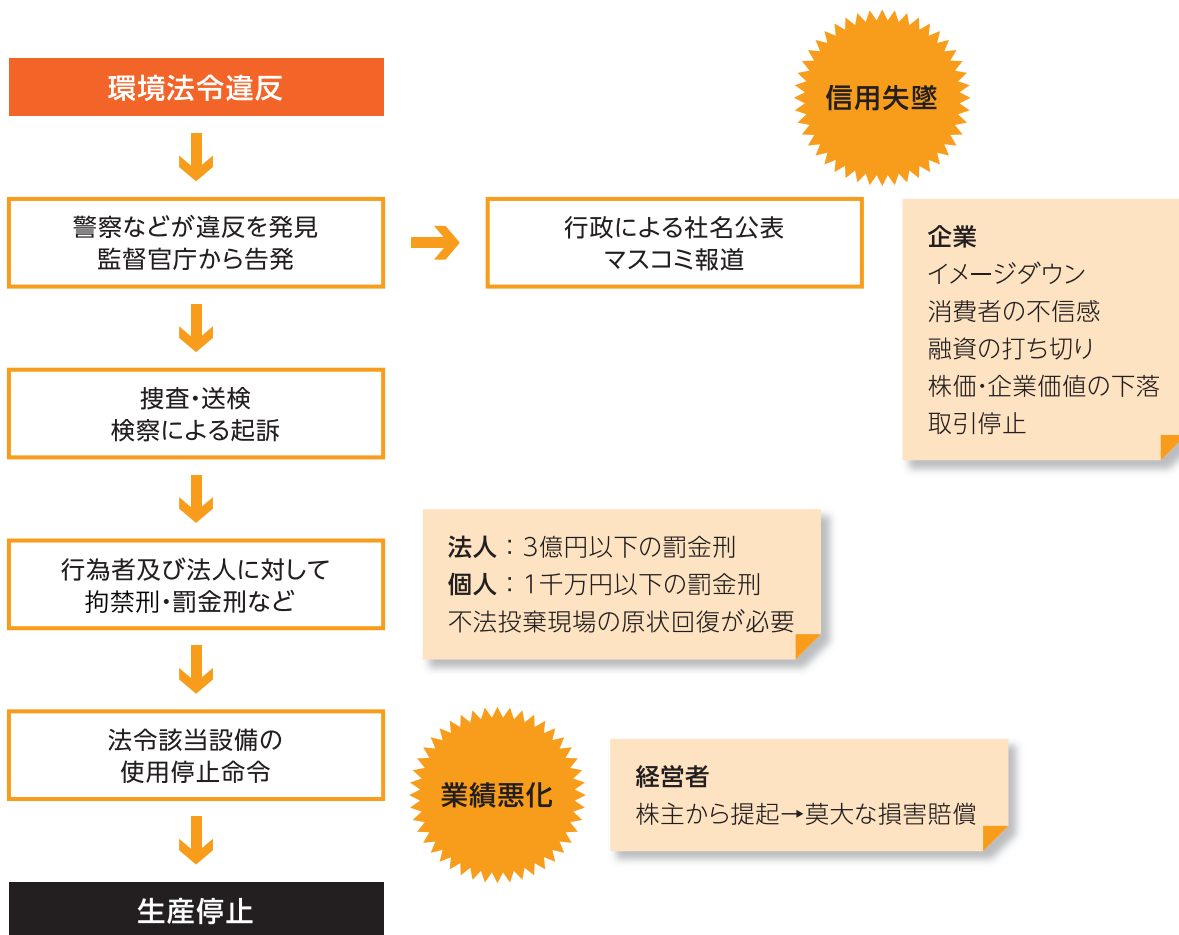 環境法令違反
信用失墜
警察などが違反を発見
監督官庁から告発
行政による社名公表
マスコミ報道
企業
イメージダウン
消費者の不信感
融資の打ち切り
株価・企業価値の下落
取引停止
捜査・送検
検察による起訴
行為者及び法人に対して
拘禁刑・罰金刑など
法人：3億円以下の罰金刑
個人：1千万円以下の罰金刑
不法投棄現場の原状回復が必要
法令該当設備の
使用停止命令
業績悪化
経営者
株主から提起→莫大な損害賠償
生産停止